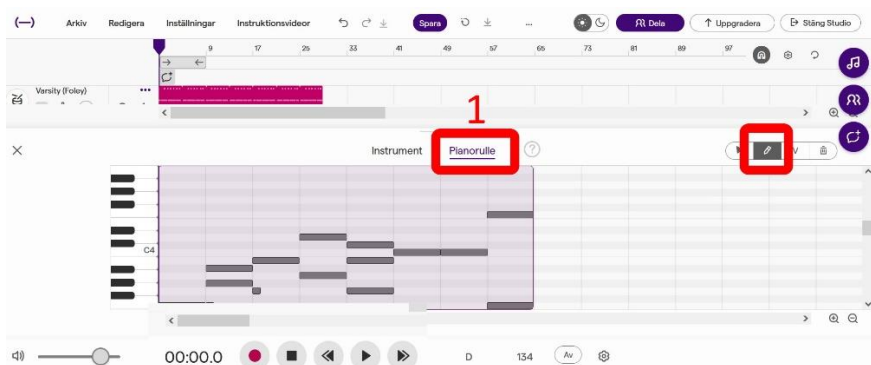 (—) Arkiv Redigera Inställningar Instruktionsvideor Spara ... Dela Uppgradera Stäng Studio
9 17 25 33 41 49 57 65 73 81 89 97
Varsity (Foley) •••
1
Instrument Pianorulle ?
C4
00:00.0 D 134 Av